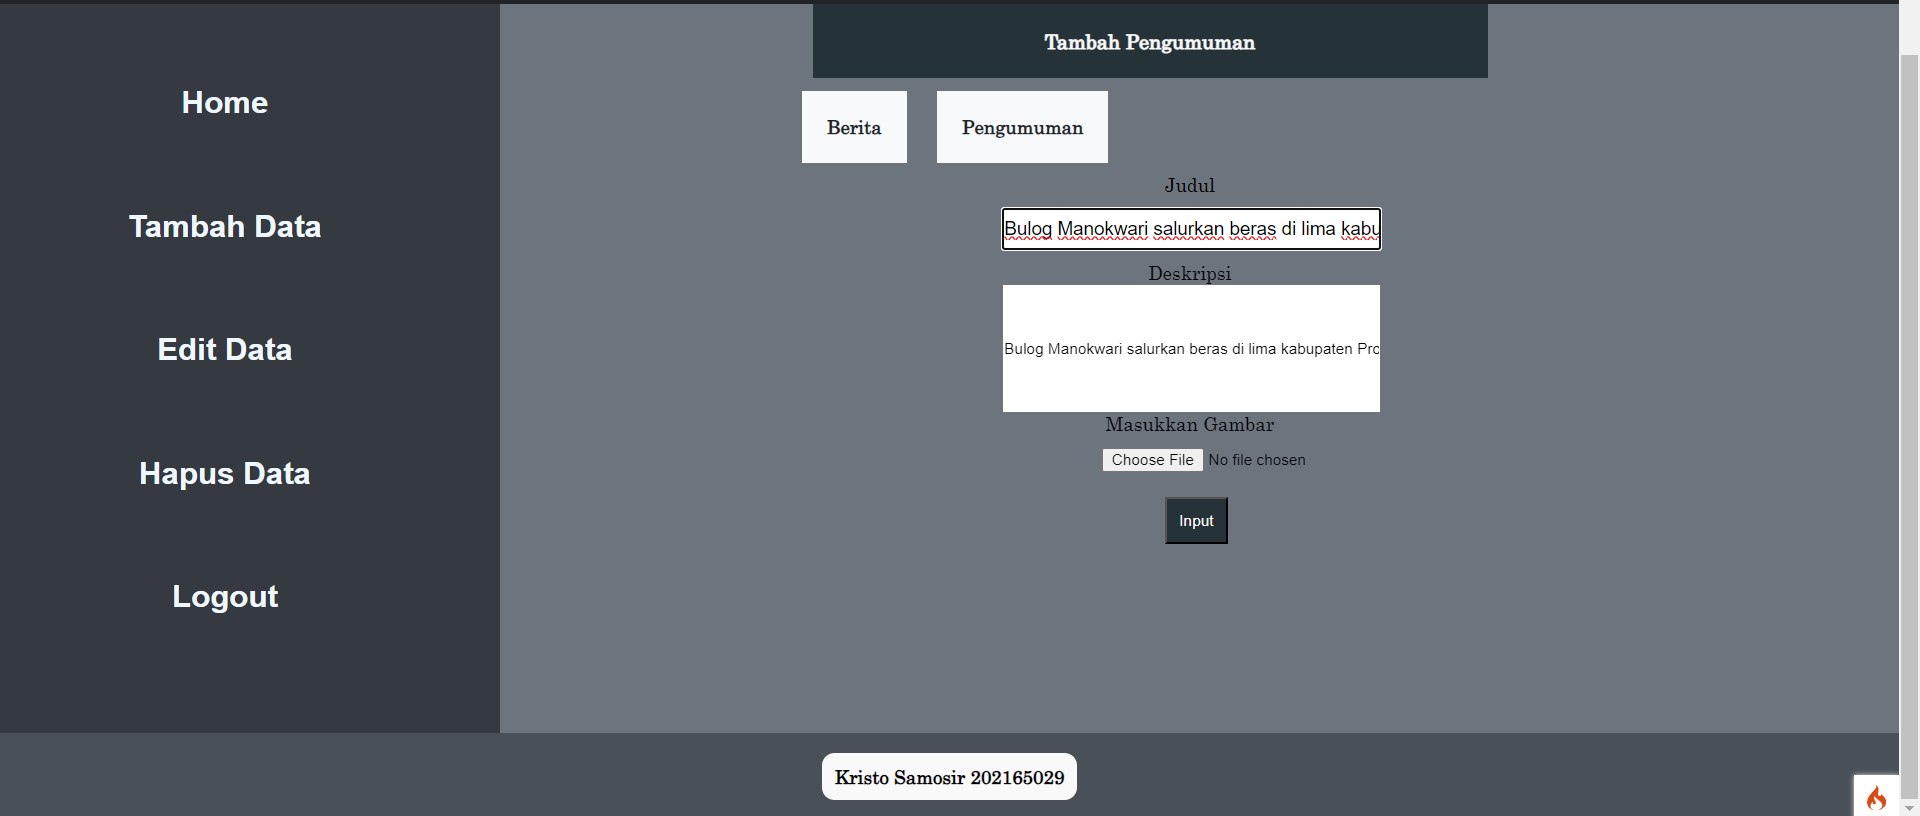 Tambah Pengumuman
Home
Tambah Data
Edit Data
Hapus Data
Logout
Berita
Pengumuman
Judul
Bulog Manokwari salurkan beras di lima kabu
Deskripsi
Bulog Manokwari salurkan beras di lima kabupaten Pro
Masukkan Gambar
Choose File No file chosen
Input
Kristo Samosir 202165029